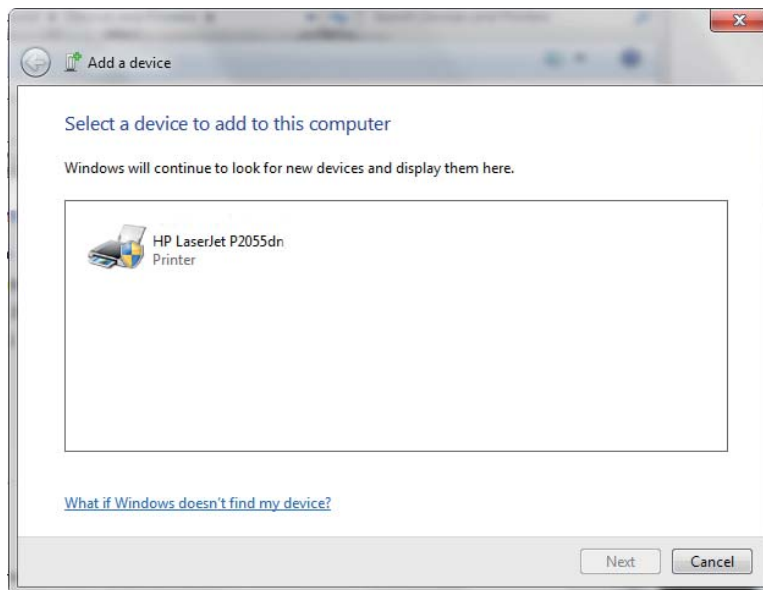 Add a device
Select a device to add to this computer
Windows will continue to look for new devices and display them here.
HP LaserJet P2055dn
Printer
What if Windows doesn't find my device?
Next
Cancel